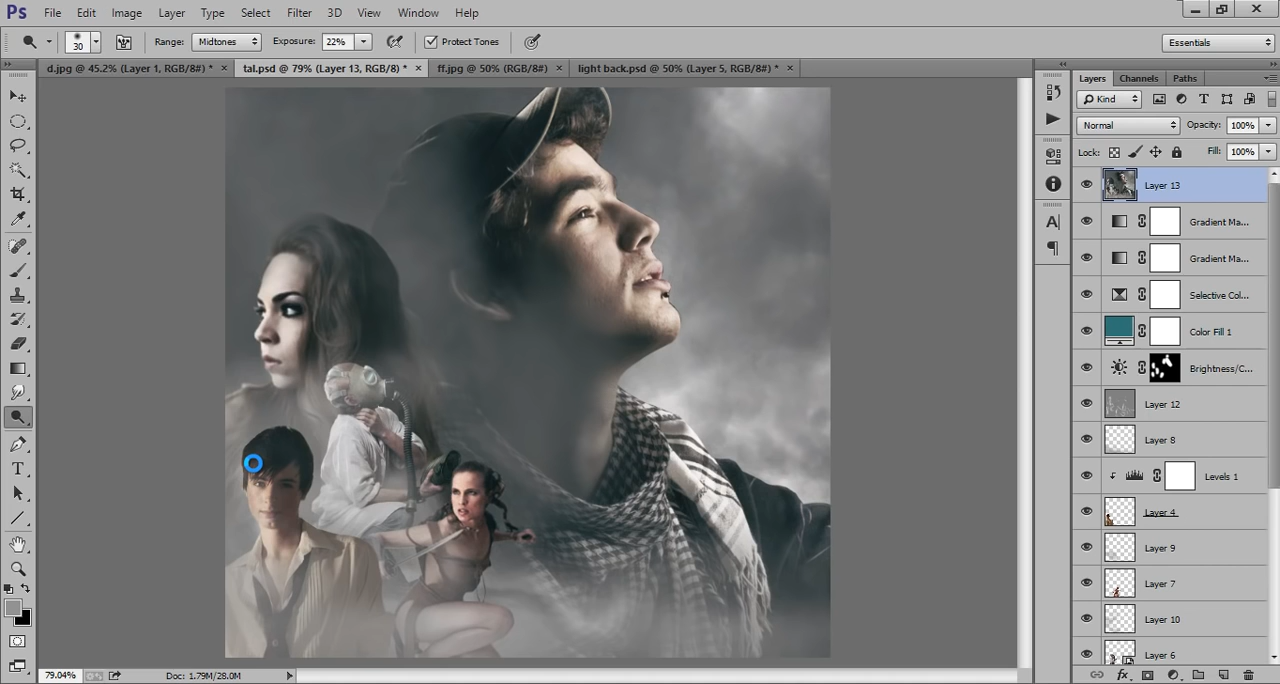 Ps File Edit Image Layer Type Select Filter 3D View Window Help
30 Range: Midtones Exposure: 22% Protect Tones Essentials
d.jpg @ 45.2% (Layer 1, RGB/8#) * × tal.psd @ 79% (Layer 13, RGB/8) * × ff.jpg @ 50% (RGB/8#) × light back.psd @ 50% (Layer 5, RGB/8#) * ×
Layers Channels Paths
Kind
Normal Opacity: 100%
Lock: Fill: 100%
Layer 13
Gradient Ma...
Gradient Ma...
Selective Col...
Color Fill 1
Brightness/C...
Layer 12
Layer 8
Levels 1
Layer 4
Layer 9
Layer 7
Layer 10
Layer 6
79.04% Doc: 1.79M/28.0M